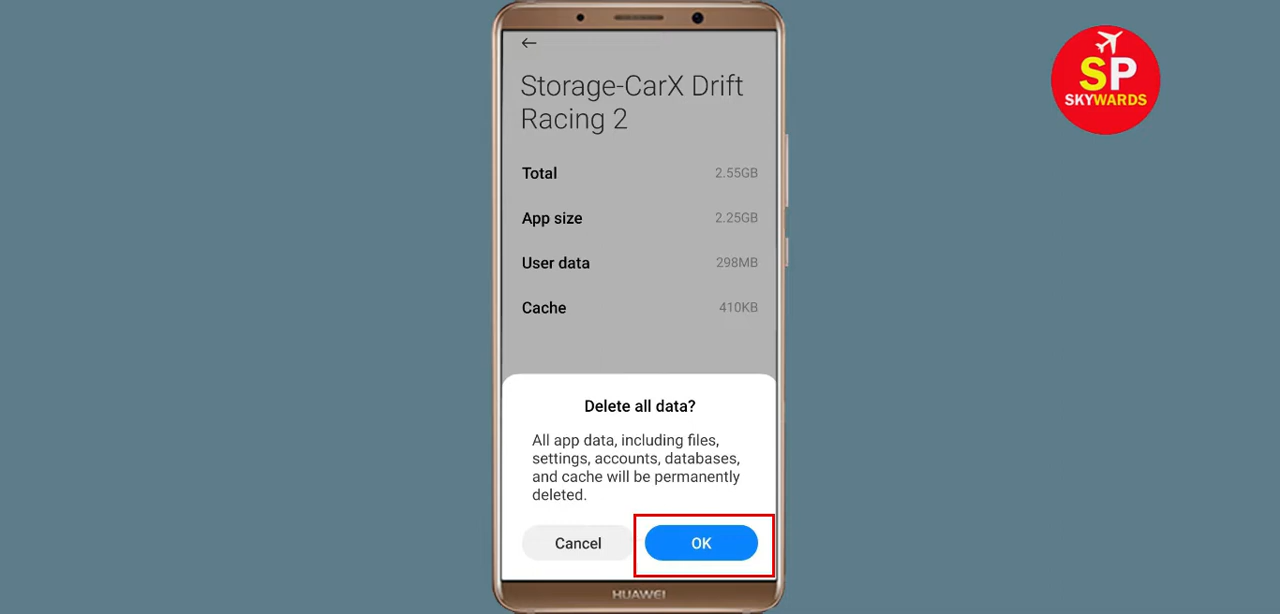 Storage-CarX Drift
Racing 2
Total 2.55GB
App size 2.25GB
User data 298MB
Cache 410KB
Delete all data?
All app data, including files,
settings, accounts, databases,
and cache will be permanently
deleted.
Cancel OK
HUAWEI
SP
SKYWARDS